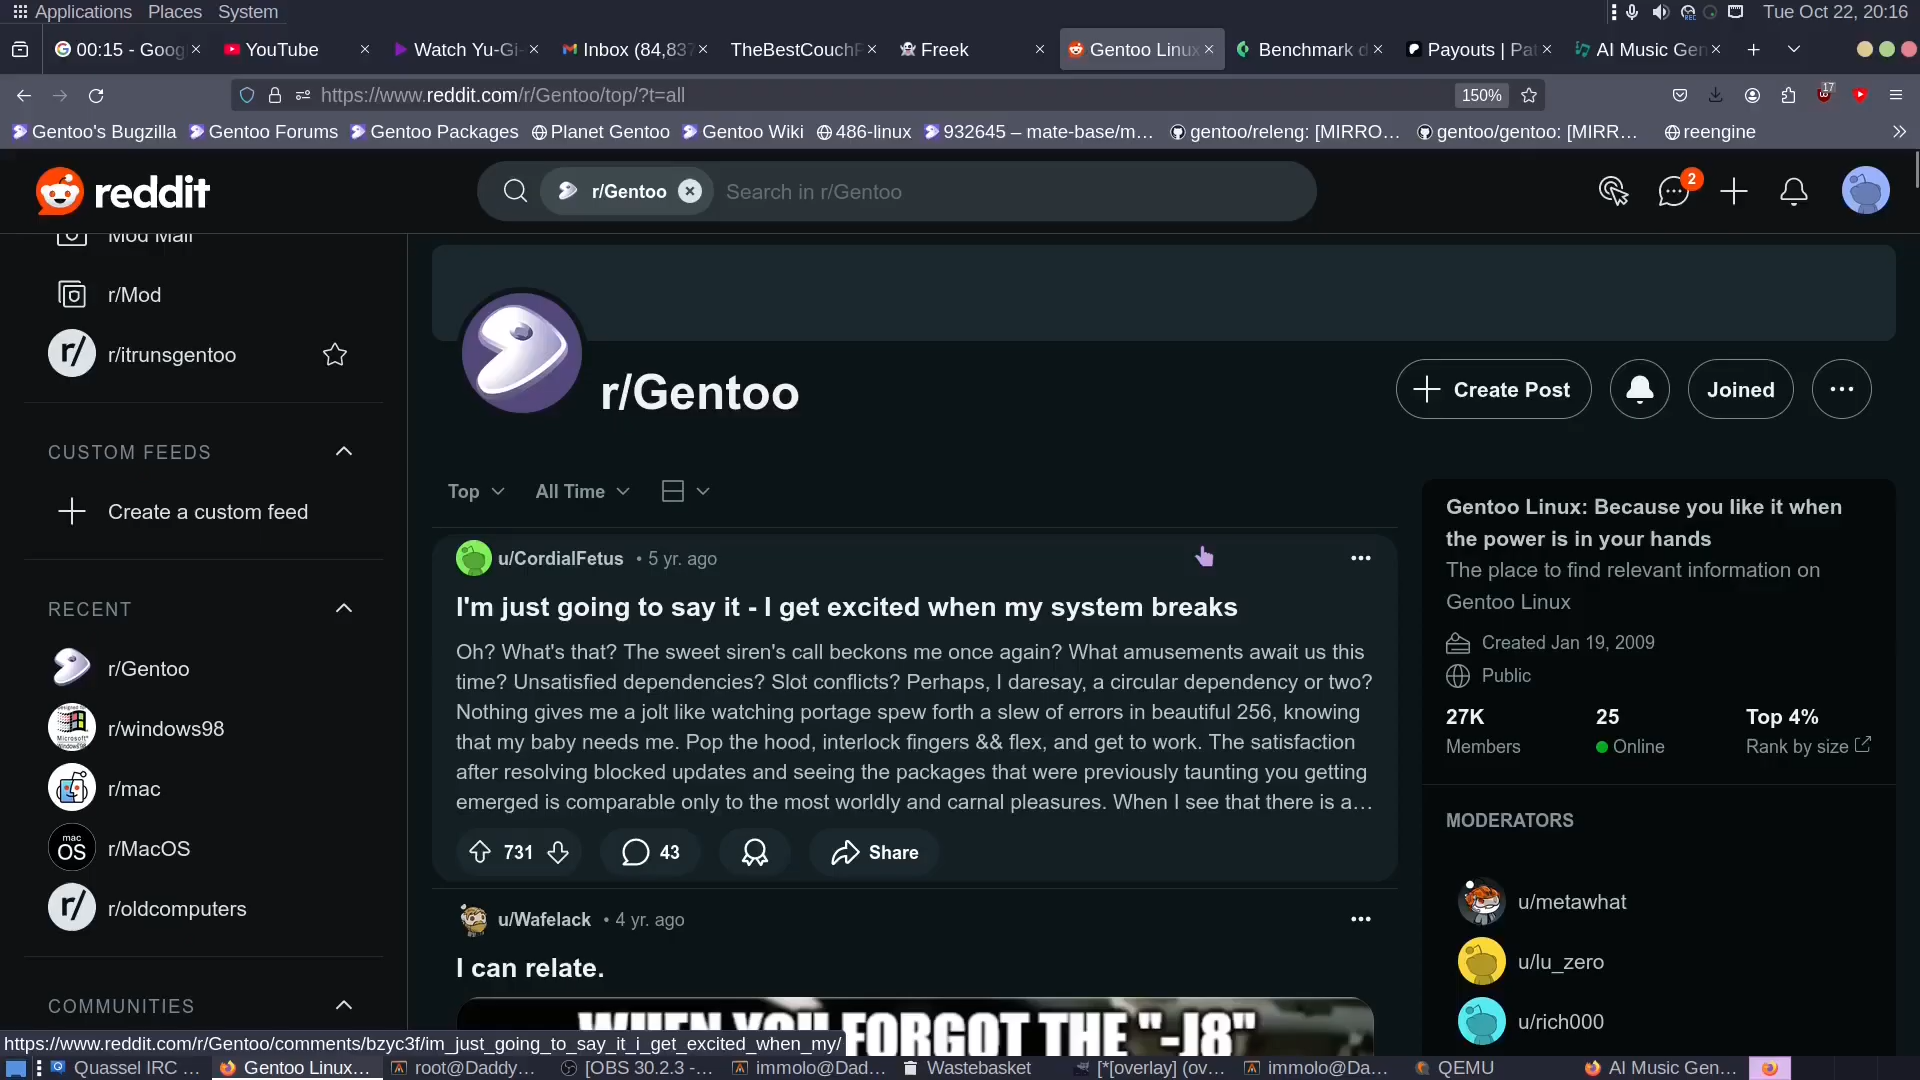 Applications Places System
Tue Oct 22, 20:16
00:15 - Goog
YouTube
Watch Yu-Gi-
Inbox (84,837
TheBestCouchP
Freek
Gentoo Linux
Benchmark d
Payouts | Pat
AI Music Gen
https://www.reddit.com/r/Gentoo/top/?t=all
150%
17
Gentoo's Bugzilla
Gentoo Forums
Gentoo Packages
Planet Gentoo
Gentoo Wiki
486-linux
932645 – mate-base/m…
gentoo/releng: [MIRRO…
gentoo/gentoo: [MIRR…
reengine
reddit
r/Gentoo
Search in r/Gentoo
2
Mod Mail
r/Mod
r/ r/itrunsgentoo
CUSTOM FEEDS
Create a custom feed
RECENT
r/Gentoo
r/windows98
r/mac
mac OS r/MacOS
r/ r/oldcomputers
COMMUNITIES
r/Gentoo
Create Post
Joined
Top
All Time
u/CordialFetus • 5 yr. ago
I'm just going to say it - I get excited when my system breaks
Oh? What's that? The sweet siren's call beckons me once again? What amusements await us this
time? Unsatisfied dependencies? Slot conflicts? Perhaps, I daresay, a circular dependency or two?
Nothing gives me a jolt like watching portage spew forth a slew of errors in beautiful 256, knowing
that my baby needs me. Pop the hood, interlock fingers && flex, and get to work. The satisfaction
after resolving blocked updates and seeing the packages that were previously taunting you getting
emerged is comparable only to the most worldly and carnal pleasures. When I see that there is a…
731
43
Share
u/Wafelack • 4 yr. ago
I can relate.
WHEN YOU FORGOT THE "-J8"
Gentoo Linux: Because you like it when
the power is in your hands
The place to find relevant information on
Gentoo Linux
Created Jan 19, 2009
Public
27K 25 Top 4%
Members Online Rank by size
MODERATORS
u/metawhat
u/lu_zero
u/rich000
https://www.reddit.com/r/Gentoo/comments/bzyc3f/im_just_going_to_say_it_i_get_excited_when_my/
Quassel IRC …
Gentoo Linux…
root@Daddy…
[OBS 30.2.3 -…
immolo@Dad…
Wastebasket
[*[overlay] (ov…
immolo@Da…
QEMU
AI Music Gen…